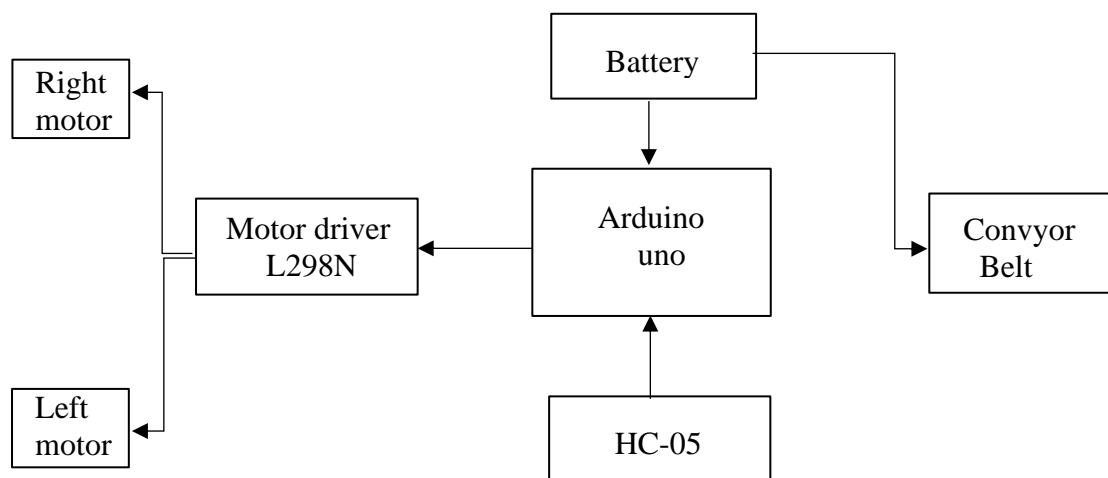 Battery
Right
motor
Arduino
uno
Motor driver
L298N
Convyor
Belt
Left
motor
HC-05